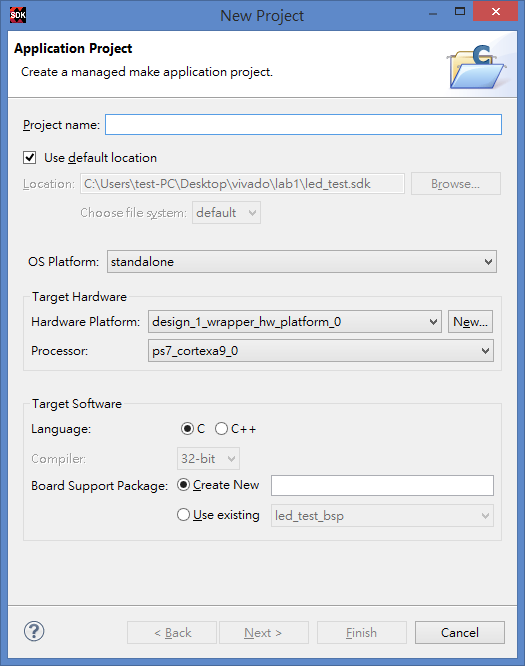 SDK New Project
Application Project
Create a managed make application project.
C
Project name:
Use default location
Location: C:\Users\test-PC\Desktop\vivado\lab1\led_test.sdk Browse...
Choose file system: default
OS Platform: standalone
Target Hardware
Hardware Platform: design_1_wrapper_hw_platform_0 New...
Processor: ps7_cortexa9_0
Target Software
Language: C C++
Compiler: 32-bit
Board Support Package: Create New
Use existing led_test_bsp
? < Back Next > Finish Cancel